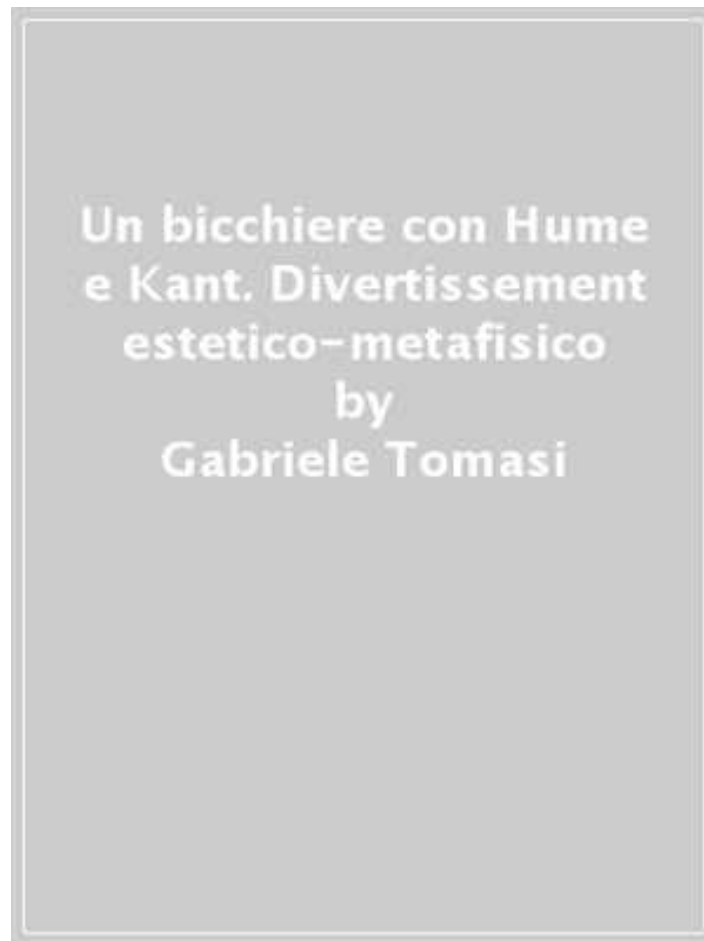 Un bicchiere con Hume
e Kant. Divertissement
estetico-metafisico
by
Gabriele Tomasi